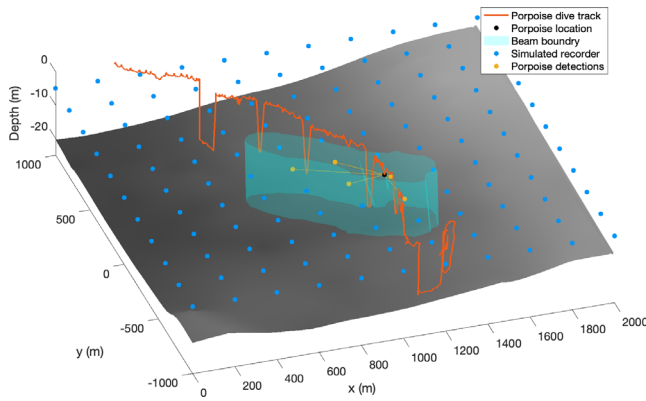 Porpoise dive track
Porpoise location
Beam boundry
Simulated recorder
Porpoise detections
Depth (m)
0
-10
-20
1000
500
0
-500
-1000
y (m)
0
200
400
600
800
1000
1200
1400
1600
1800
2000
x (m)